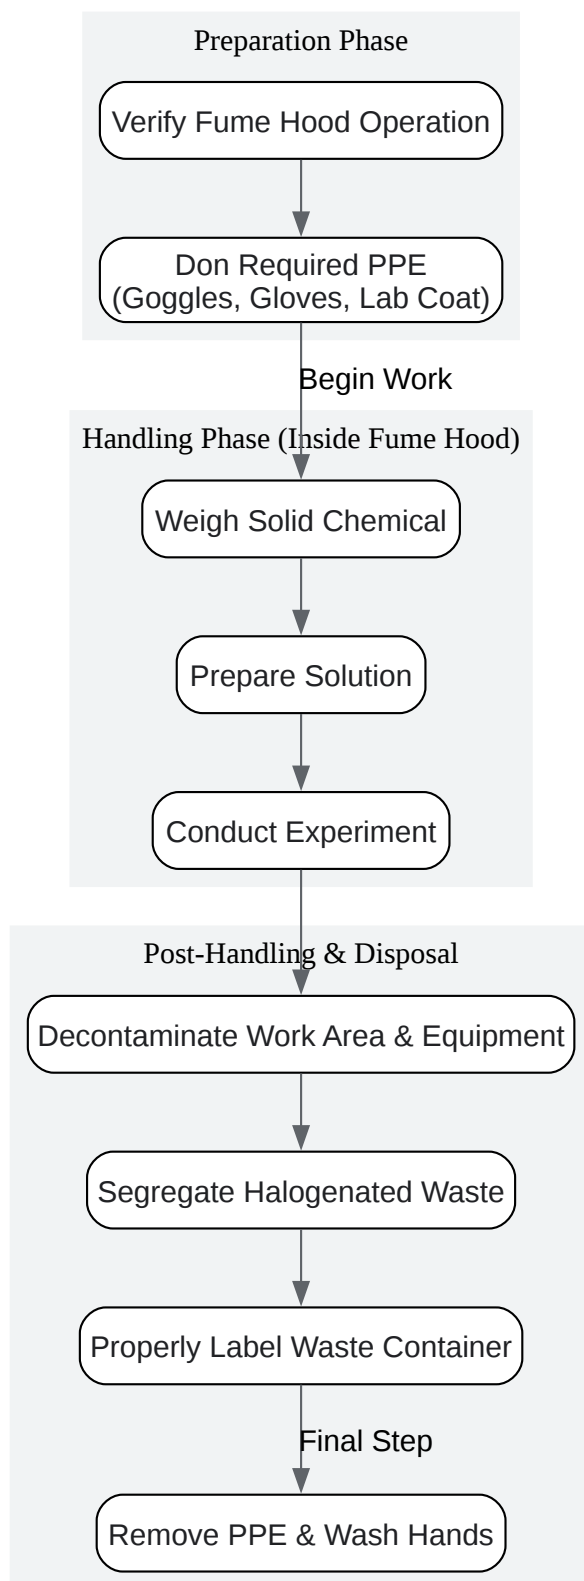 Preparation Phase
Verify Fume Hood Operation
Don Required PPE
(Goggles, Gloves, Lab Coat)
Begin Work
Handling Phase (Inside Fume Hood)
Weigh Solid Chemical
Prepare Solution
Conduct Experiment
Post-Handling & Disposal
Decontaminate Work Area & Equipment
Segregate Halogenated Waste
Properly Label Waste Container
Final Step
Remove PPE & Wash Hands